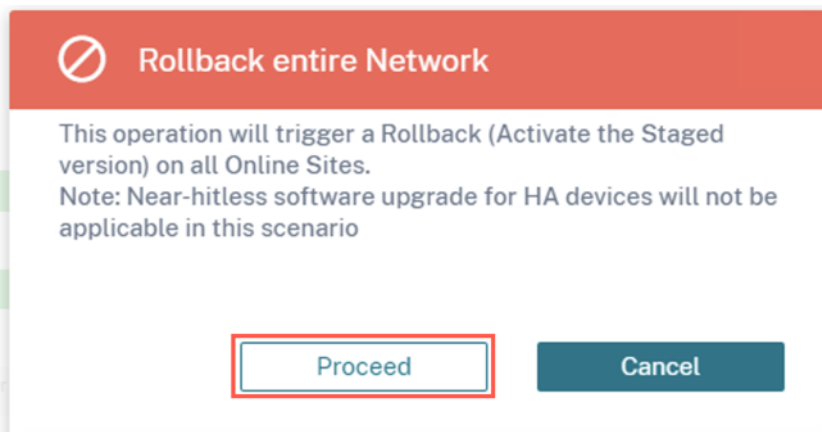 Rollback entire Network
This operation will trigger a Rollback (Activate the Staged
version) on all Online Sites.
Note: Near-hitless software upgrade for HA devices will not be
applicable in this scenario
Proceed
Cancel